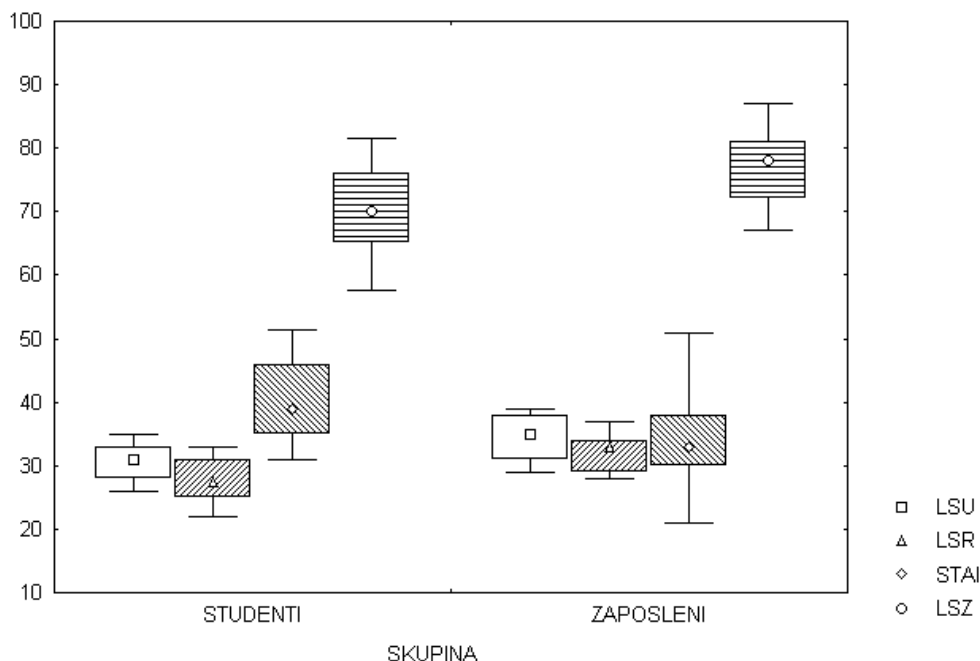 100
90
80
70
60
50
40
30
20
10
STUDENTI
ZAPOSLENI
SKUPINA
LSU
LSR
STAI
LSZ